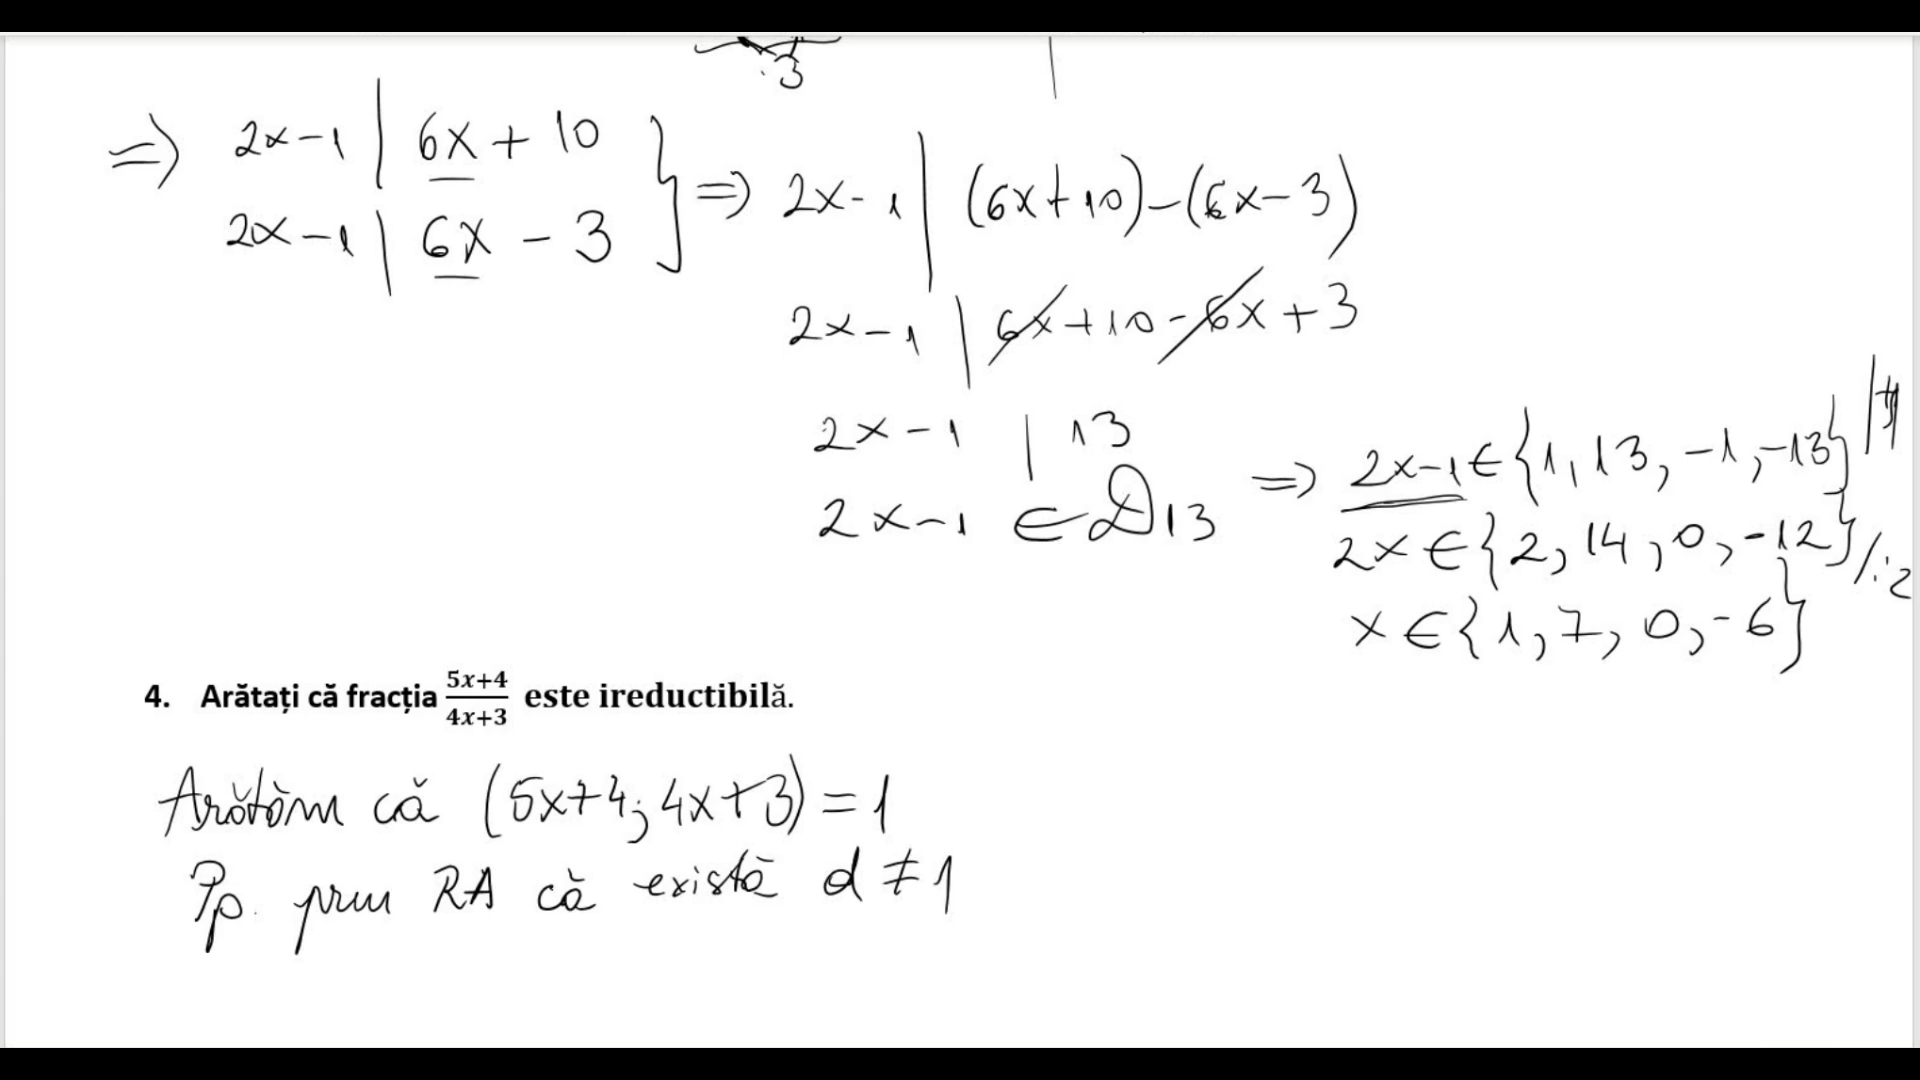 ·3
=> 2x-1 | 6x + 10
2x-1 | 6x - 3
} => 2x-1 | (6x+10)-(6x-3)
2x-1 | 6x+10-6x+3
2x-1 | 13
2x-1 ∈ D13
=> 2x-1 ∈ {1, 13, -1, -13} | +1
2x ∈ {2, 14, 0, -12} /:2
x ∈ {1, 7, 0, -6}
4. Arătați că fracția 5x+4/4x+3 este ireductibilă.
Arătăm că (5x+4; 4x+3) = 1
Pp. prin RA că există d ≠ 1